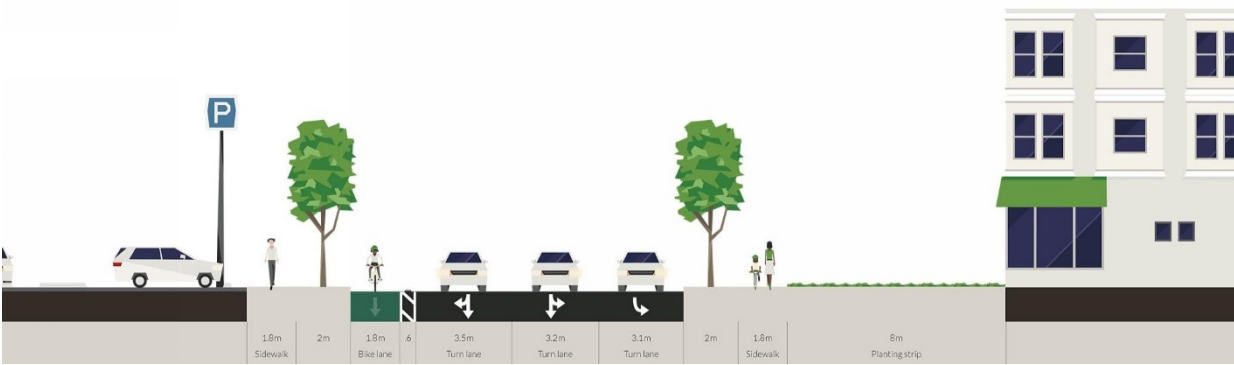 P
1.8m
Sidewalk
2m
1.8m
Bike lane
.6
3.5m
Turn lane
3.2m
Turn lane
3.1m
Turn lane
2m
1.8m
Sidewalk
8m
Planting strip